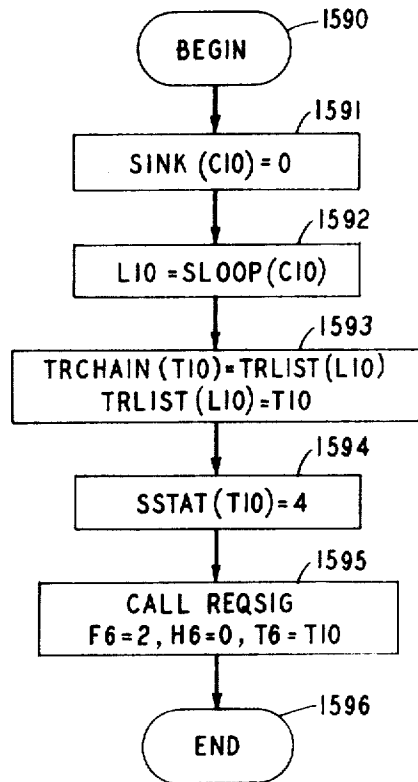 1590
BEGIN
1591
SINK (C10) = 0
1592
L10 = SLOOP (C10)
1593
TRCHAIN (T10) = TRLIST (L10)
TRLIST (L10) = T10
1594
SSTAT (T10) = 4
1595
CALL REQSIG
F6=2, H6=0, T6=T10
1596
END